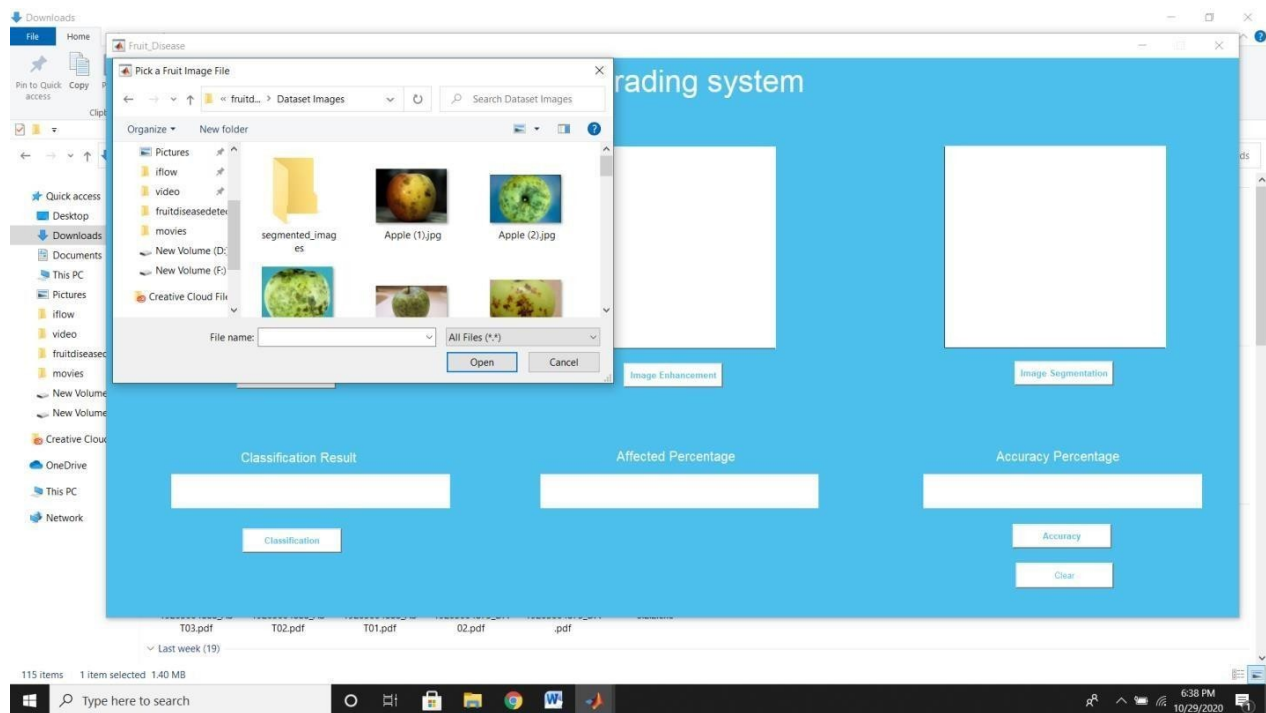 Downloads
File Home
Fruit_Disease
Pin to Quick access
Copy
Clip
rading system
Pick a Fruit Image File
« fruitd... > Dataset Images
Search Dataset Images
Organize
New folder
Pictures
iflow
video
fruitdiseasedetec
movies
New Volume (D:
New Volume (F:)
Creative Cloud File
segmented_imag
es
Apple (1).jpg
Apple (2).jpg
File name:
All Files (*.*)
Open
Cancel
ds
Quick access
Desktop
Downloads
Documents
This PC
Pictures
iflow
video
fruitdiseased
movies
New Volume
New Volume
Creative Cloud
OneDrive
This PC
Network
Image Enhancement
Image Segmentation
Classification Result
Affected Percentage
Accuracy Percentage
Classification
Accuracy
Clear
T03.pdf
T02.pdf
T01.pdf
02.pdf
.pdf
Last week (19)
115 items 1 item selected 1.40 MB
Type here to search
6:38 PM
10/29/2020